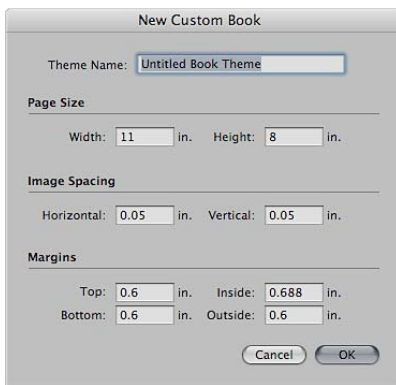 New Custom Book
Theme Name: Untitled Book Theme
Page Size
Width: 11 in. Height: 8 in.
Image Spacing
Horizontal: 0.05 in. Vertical: 0.05 in.
Margins
Top: 0.6 in. Inside: 0.688 in.
Bottom: 0.6 in. Outside: 0.6 in.
Cancel OK